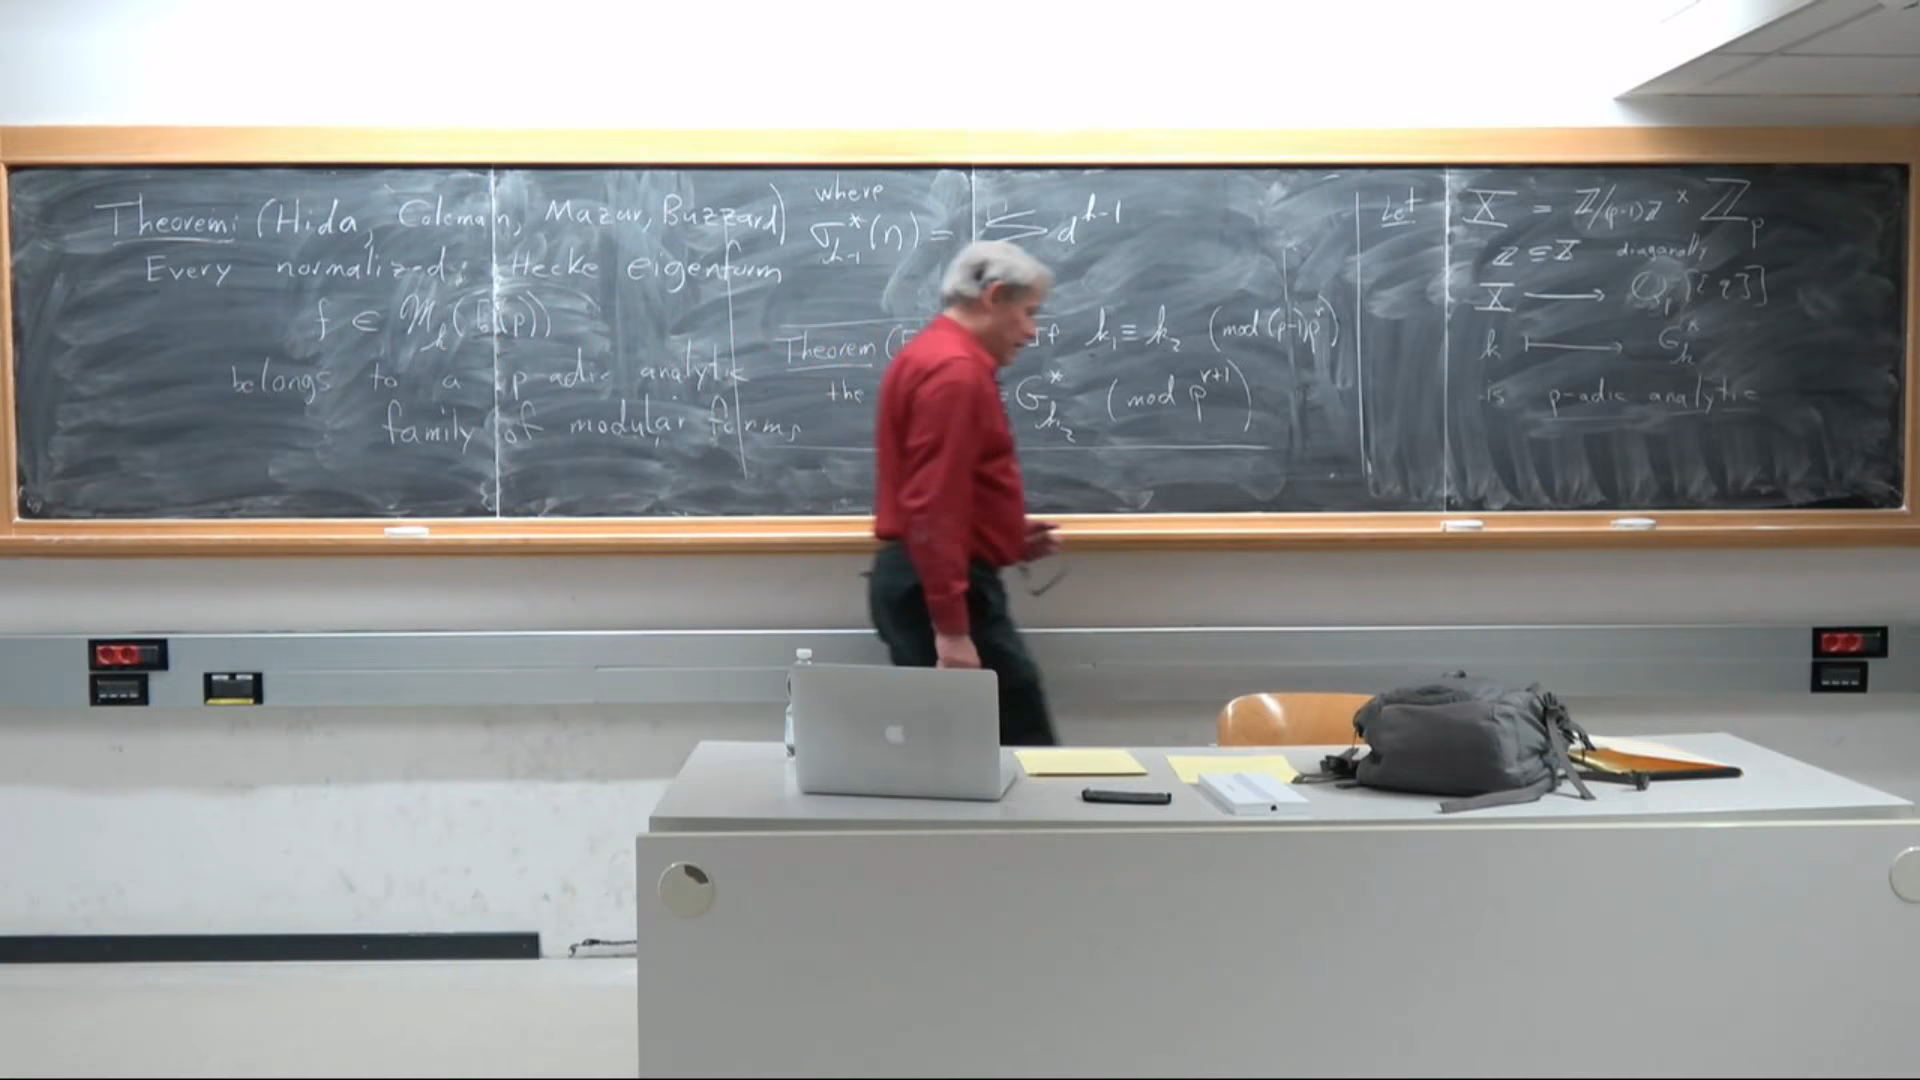 Theorem: (Hida, Coleman, Mazur, Buzzard)
Every normalized Hecke eigenform
f ∈ M_k(
belongs to a p-adic analytic
family of modular forms
where
σ*_{k-1}(n) = Σ d^{k-1}
Theorem ( If k₁ ≡ k₂ (mod (p-1)p^r)
the = G*_{k₂} (mod p^{r+1})
Let X = Z/(p-1)Z × Z_p
Z ⊆ X diagonally
X ⟶ Q_p[[q]]
k ⟼ G*_k
is p-adic analytic